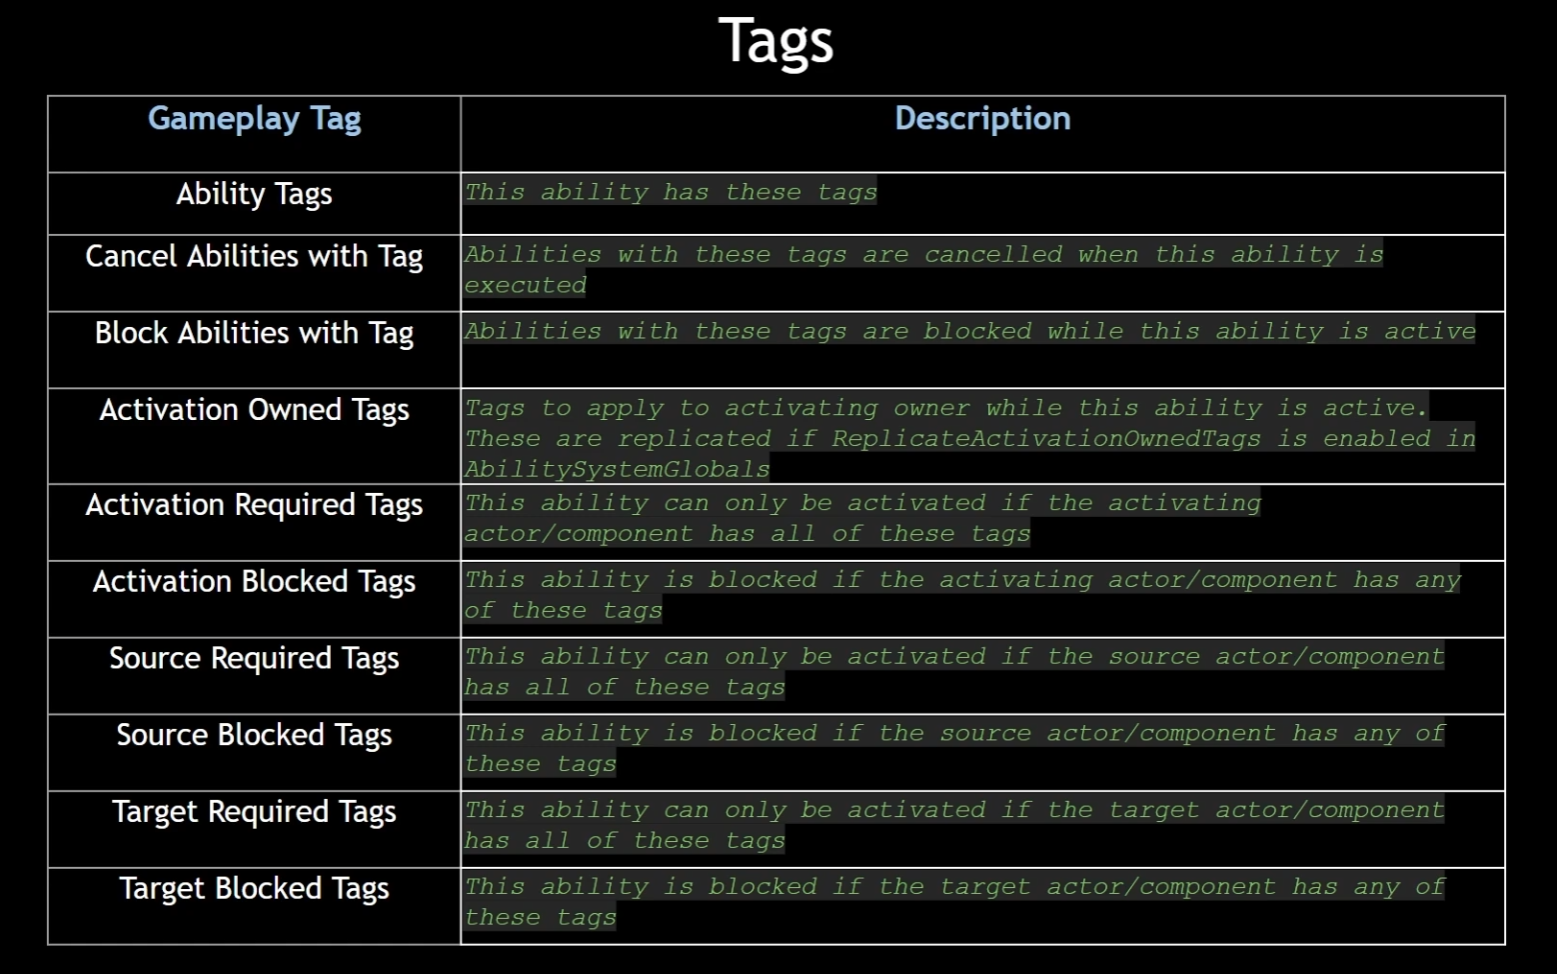 Tags
Gameplay Tag
Description
Ability Tags
This ability has these tags
Cancel Abilities with Tag
Abilities with these tags are cancelled when this ability is
executed
Block Abilities with Tag
Abilities with these tags are blocked while this ability is active
Activation Owned Tags
Tags to apply to activating owner while this ability is active.
These are replicated if ReplicateActivationOwnedTags is enabled in
AbilitySystemGlobals
Activation Required Tags
This ability can only be activated if the activating
actor/component has all of these tags
Activation Blocked Tags
This ability is blocked if the activating actor/component has any
of these tags
Source Required Tags
This ability can only be activated if the source actor/component
has all of these tags
Source Blocked Tags
This ability is blocked if the source actor/component has any of
these tags
Target Required Tags
This ability can only be activated if the target actor/component
has all of these tags
Target Blocked Tags
This ability is blocked if the target actor/component has any of
these tags